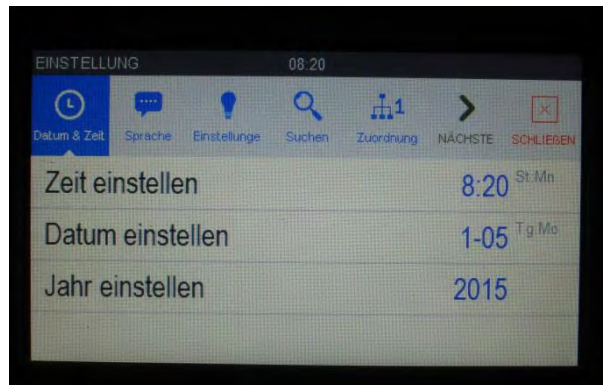 EINSTELLUNG 08:20
Datum & Zeit Sprache Einstellunge Suchen 1 Zuordnung NÄCHSTE SCHLIEßEN
Zeit einstellen 8:20 St:Mn
Datum einstellen 1-05 Tg.Mo
Jahr einstellen 2015